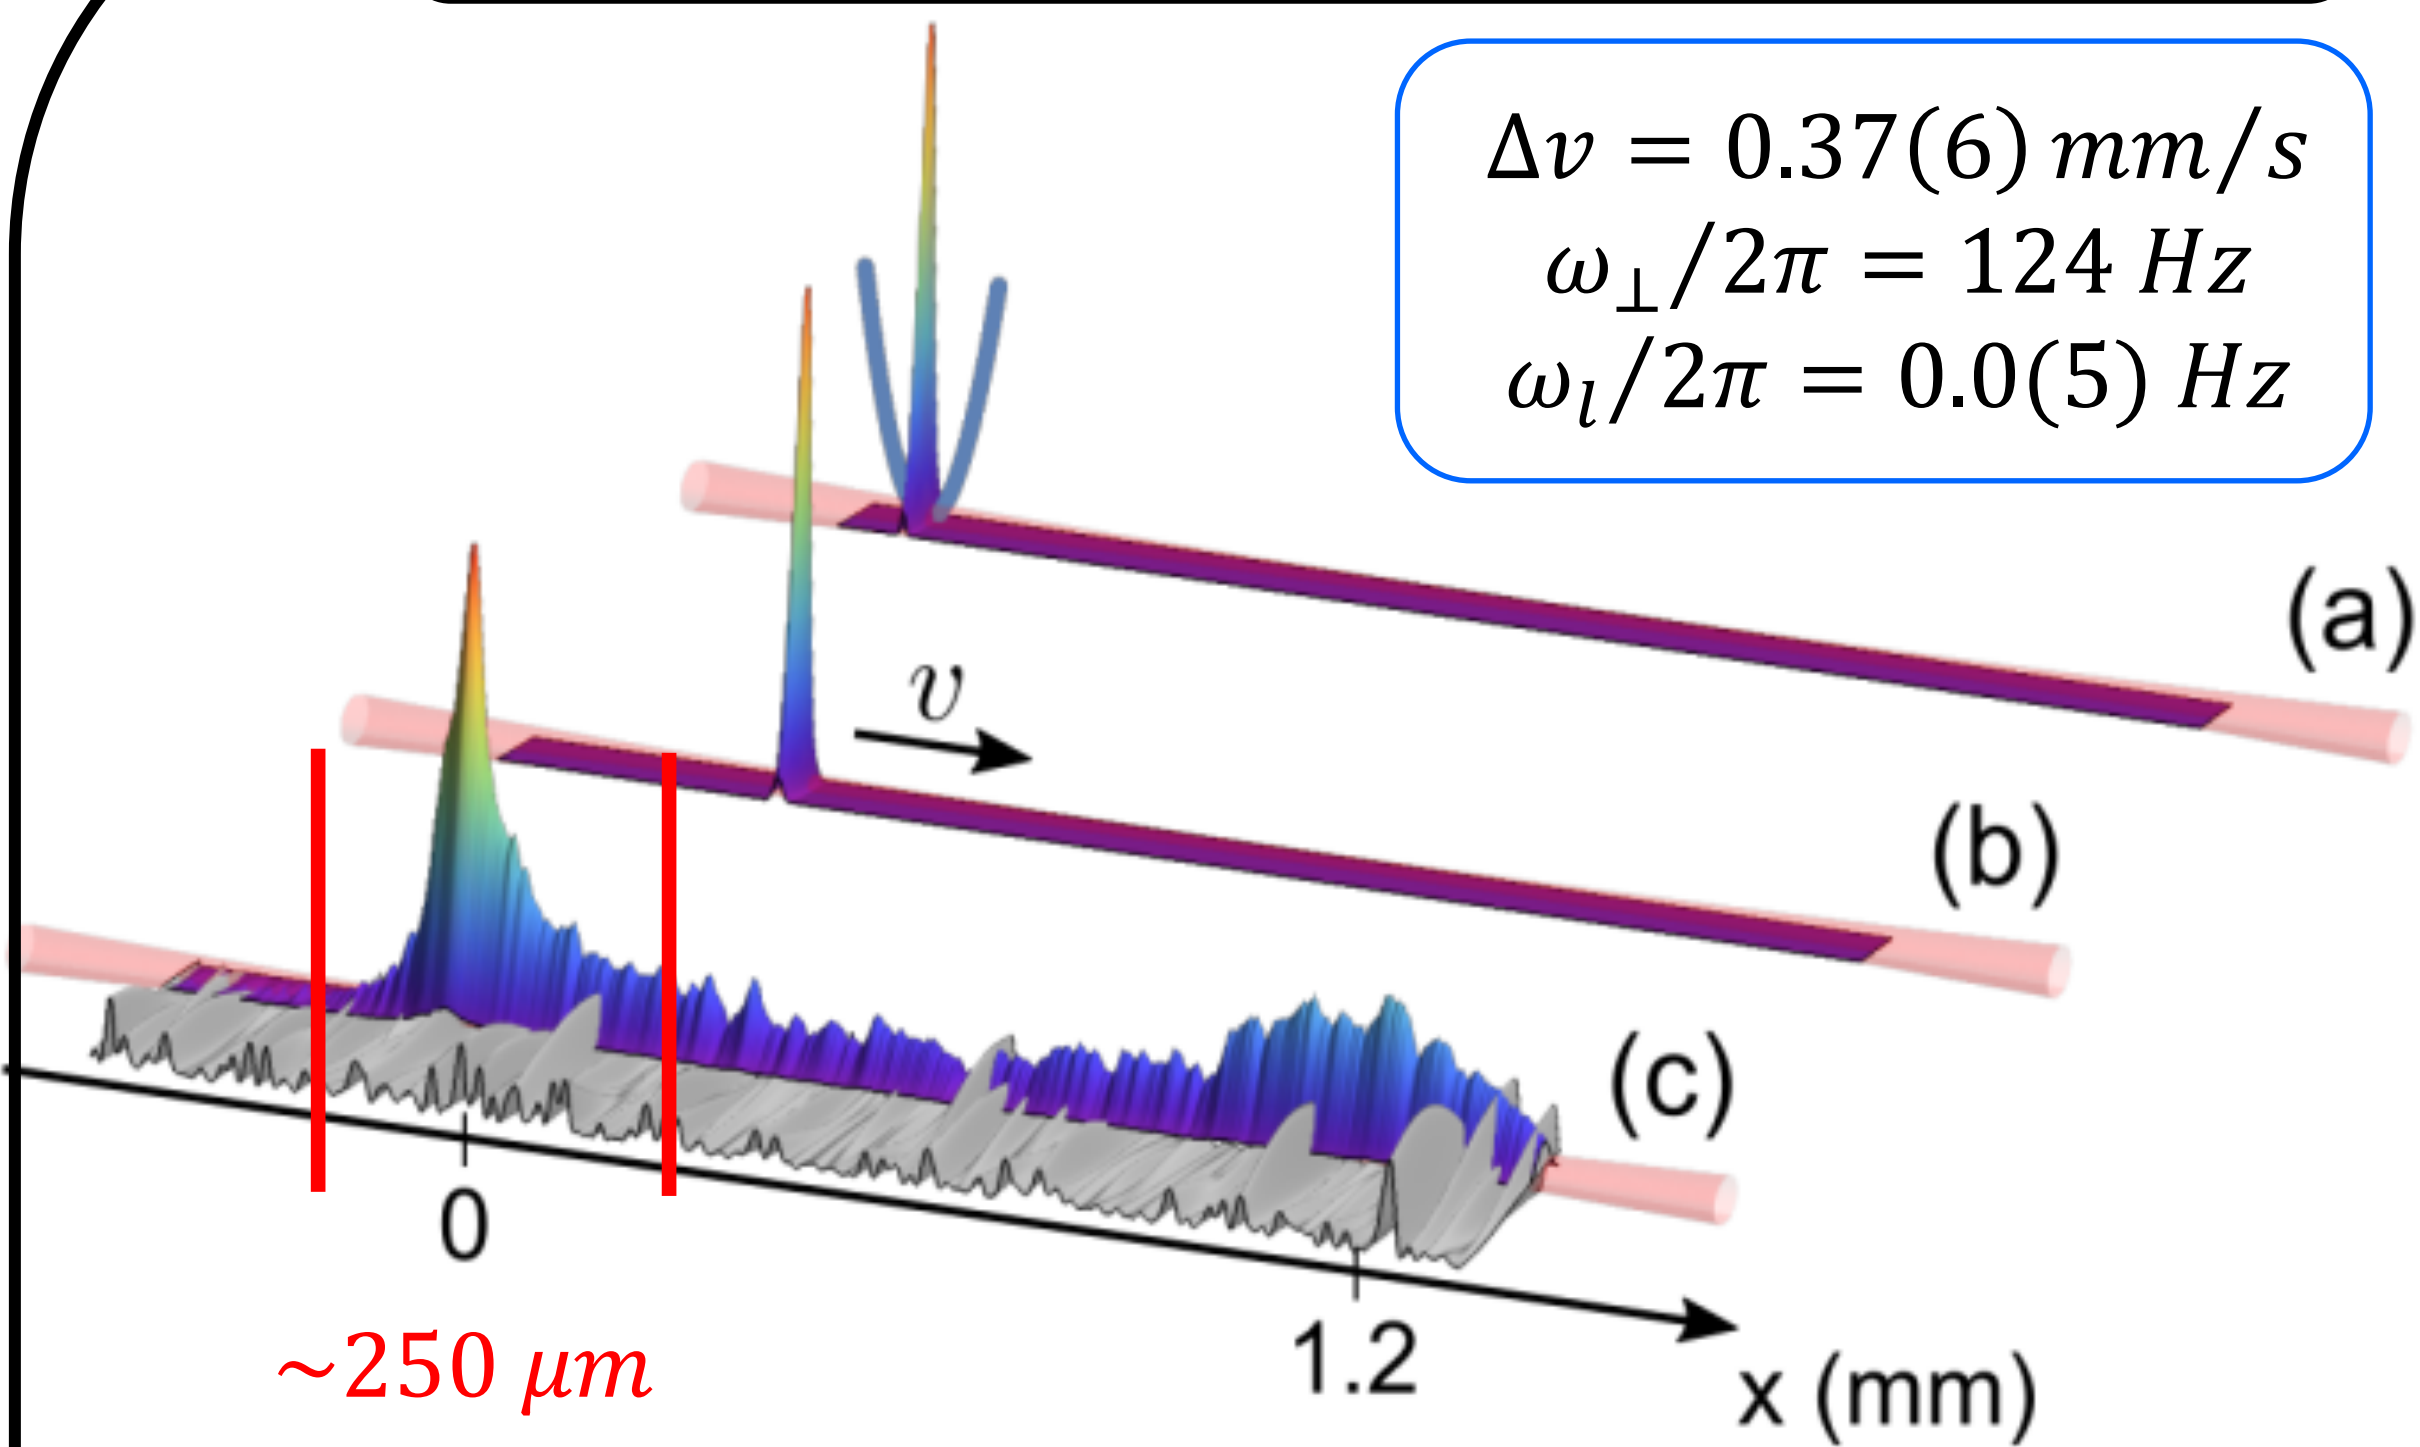 Δv = 0.37(6) mm/s
ω⊥/2π = 124 Hz
ωl/2π = 0.0(5) Hz
(a)
v
(b)
(c)
0
1.2
~250 μm
x (mm)